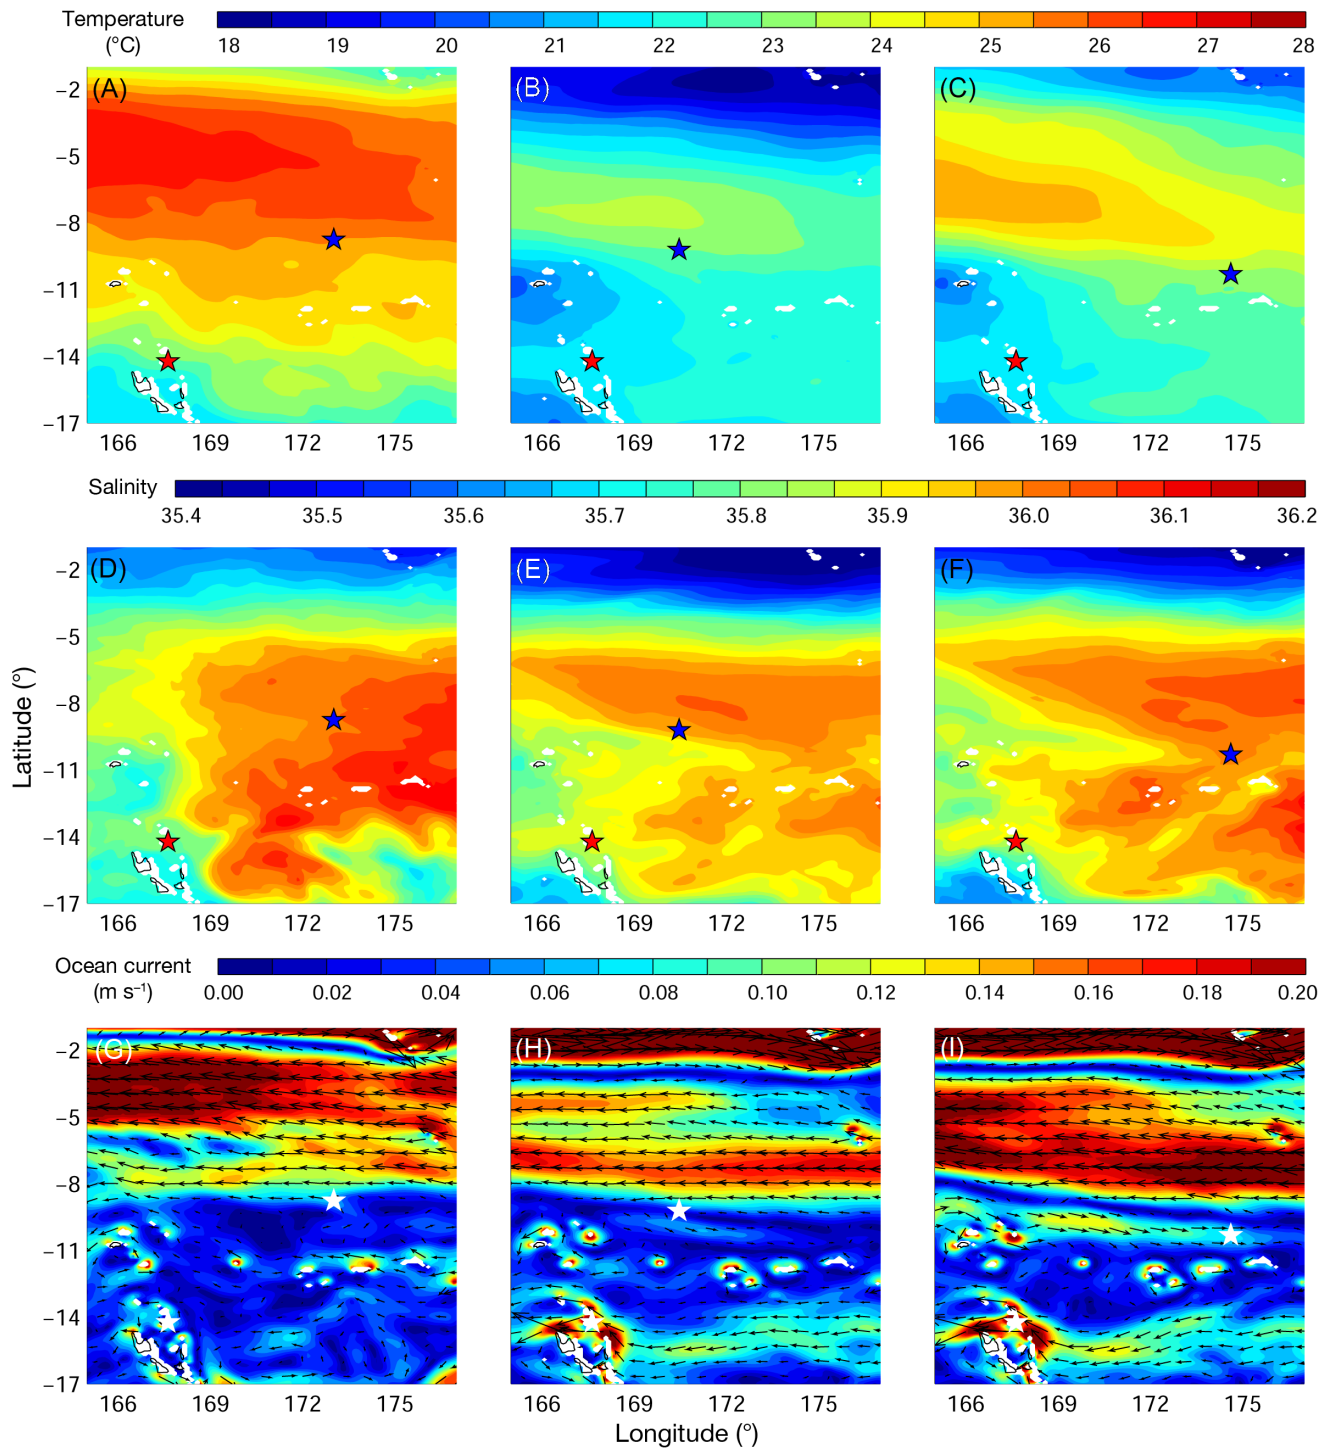 Temperature
(°C)
18 19 20 21 22 23 24 25 26 27 28
(A) (B) (C)
−2
−5
−8
−11
−14
−17
166 169 172 175 166 169 172 175 166 169 172 175
Salinity
35.4 35.5 35.6 35.7 35.8 35.9 36.0 36.1 36.2
(D) (E) (F)
−2
−5
−8
−11
−14
−17
Latitude (°)
166 169 172 175 166 169 172 175 166 169 172 175
Ocean current
(m s⁻¹)
0.00 0.02 0.04 0.06 0.08 0.10 0.12 0.14 0.16 0.18 0.20
(G) (H) (I)
−2
−5
−8
−11
−14
−17
166 169 172 175 166 169 172 175 166 169 172 175
Longitude (°)